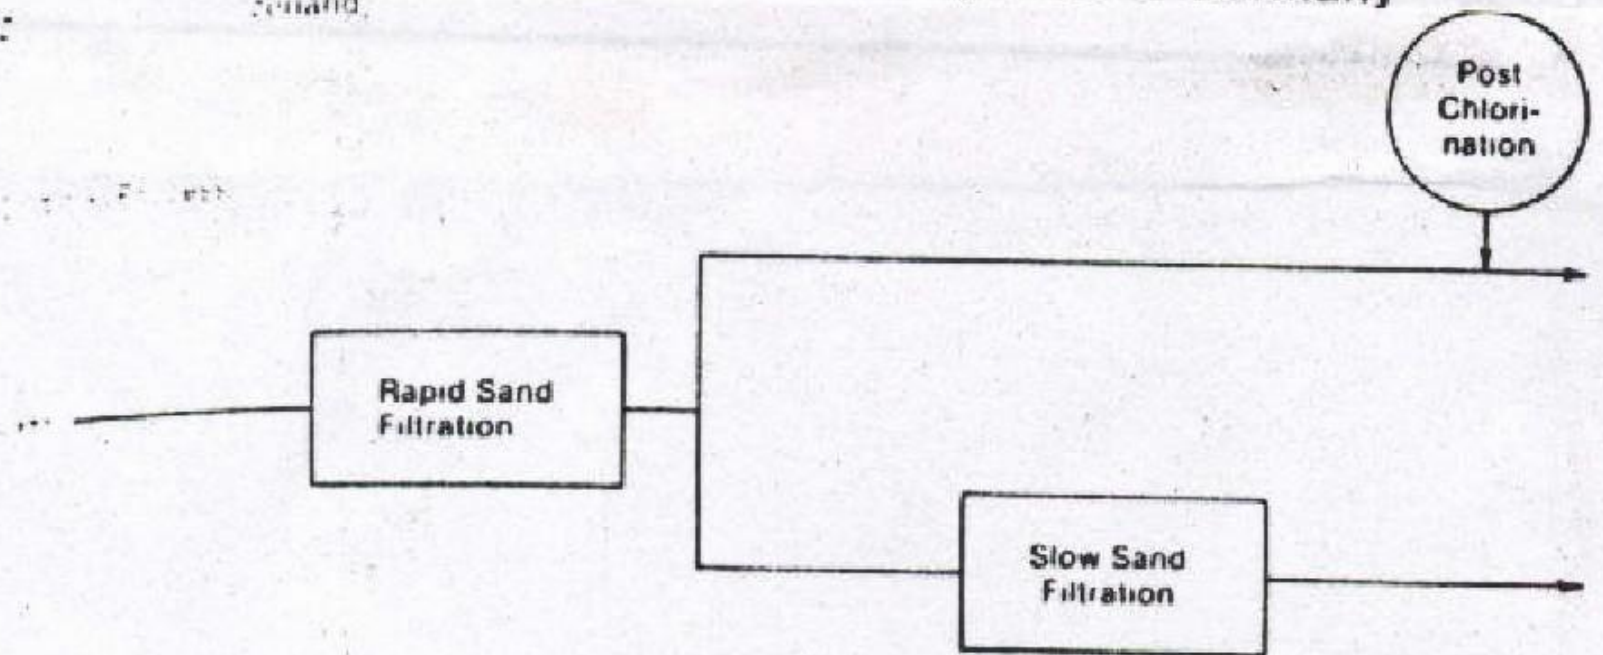 Post
Chlori-
nation
Rapid Sand
Filtration
Slow Sand
Filtration